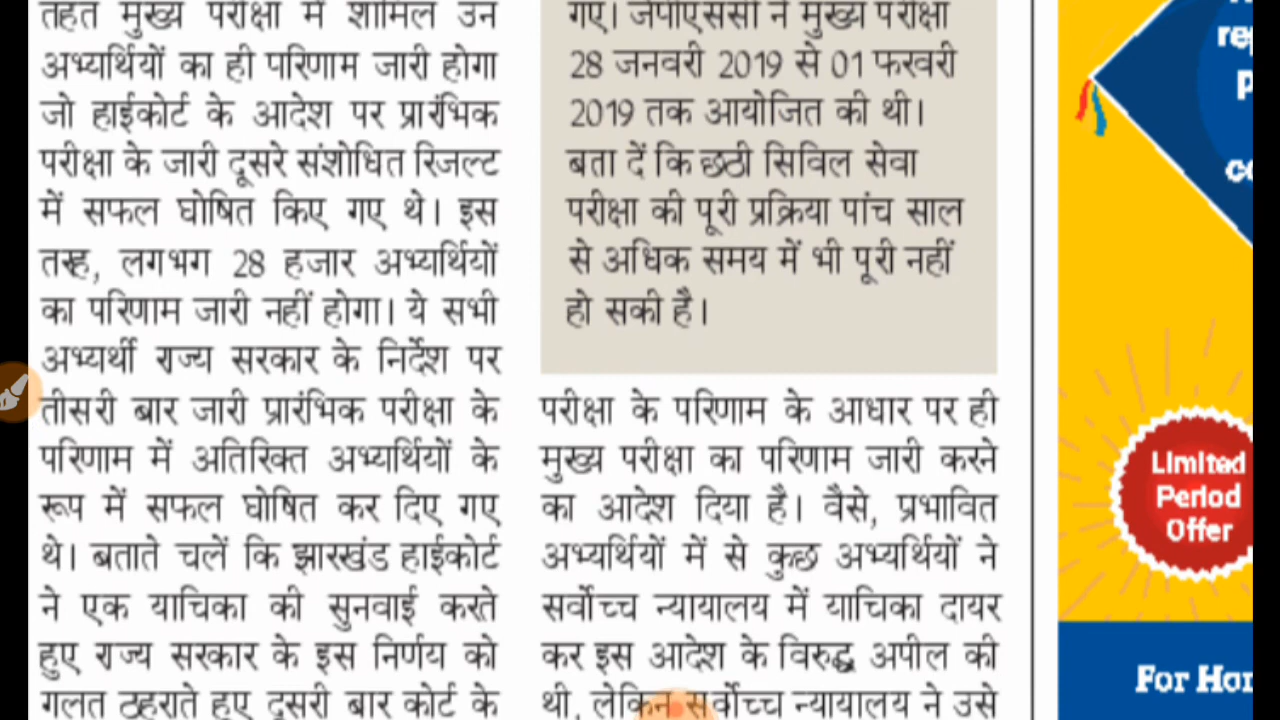 तहत मुख्य परीक्षा में शामिल उन
अभ्यर्थियों का ही परिणाम जारी होगा
जो हाईकोर्ट के आदेश पर प्रारंभिक
परीक्षा के जारी दूसरे संशोधित रिजल्ट
में सफल घोषित किए गए थे। इस
तरह, लगभग 28 हजार अभ्यर्थियों
का परिणाम जारी नहीं होगा। ये सभी
अभ्यर्थी राज्य सरकार के निर्देश पर
तीसरी बार जारी प्रारंभिक परीक्षा के
परिणाम में अतिरिक्त अभ्यर्थियों के
रूप में सफल घोषित कर दिए गए
थे। बताते चलें कि झारखंड हाईकोर्ट
ने एक याचिका की सुनवाई करते
हुए राज्य सरकार के इस निर्णय को
गलत ठहराते हुए दूसरी बार कोर्ट के
गए। जेपीएससी ने मुख्य परीक्षा
28 जनवरी 2019 से 01 फरवरी
2019 तक आयोजित की थी।
बता दें कि छठी सिविल सेवा
परीक्षा की पूरी प्रक्रिया पांच साल
से अधिक समय में भी पूरी नहीं
हो सकी है।
परीक्षा के परिणाम के आधार पर ही
मुख्य परीक्षा का परिणाम जारी करने
का आदेश दिया है। वैसे, प्रभावित
अभ्यर्थियों में से कुछ अभ्यर्थियों ने
सर्वोच्च न्यायालय में याचिका दायर
कर इस आदेश के विरुद्ध अपील की
थी, लेकिन सर्वोच्च न्यायालय ने उसे
Limited
Period
Offer
For